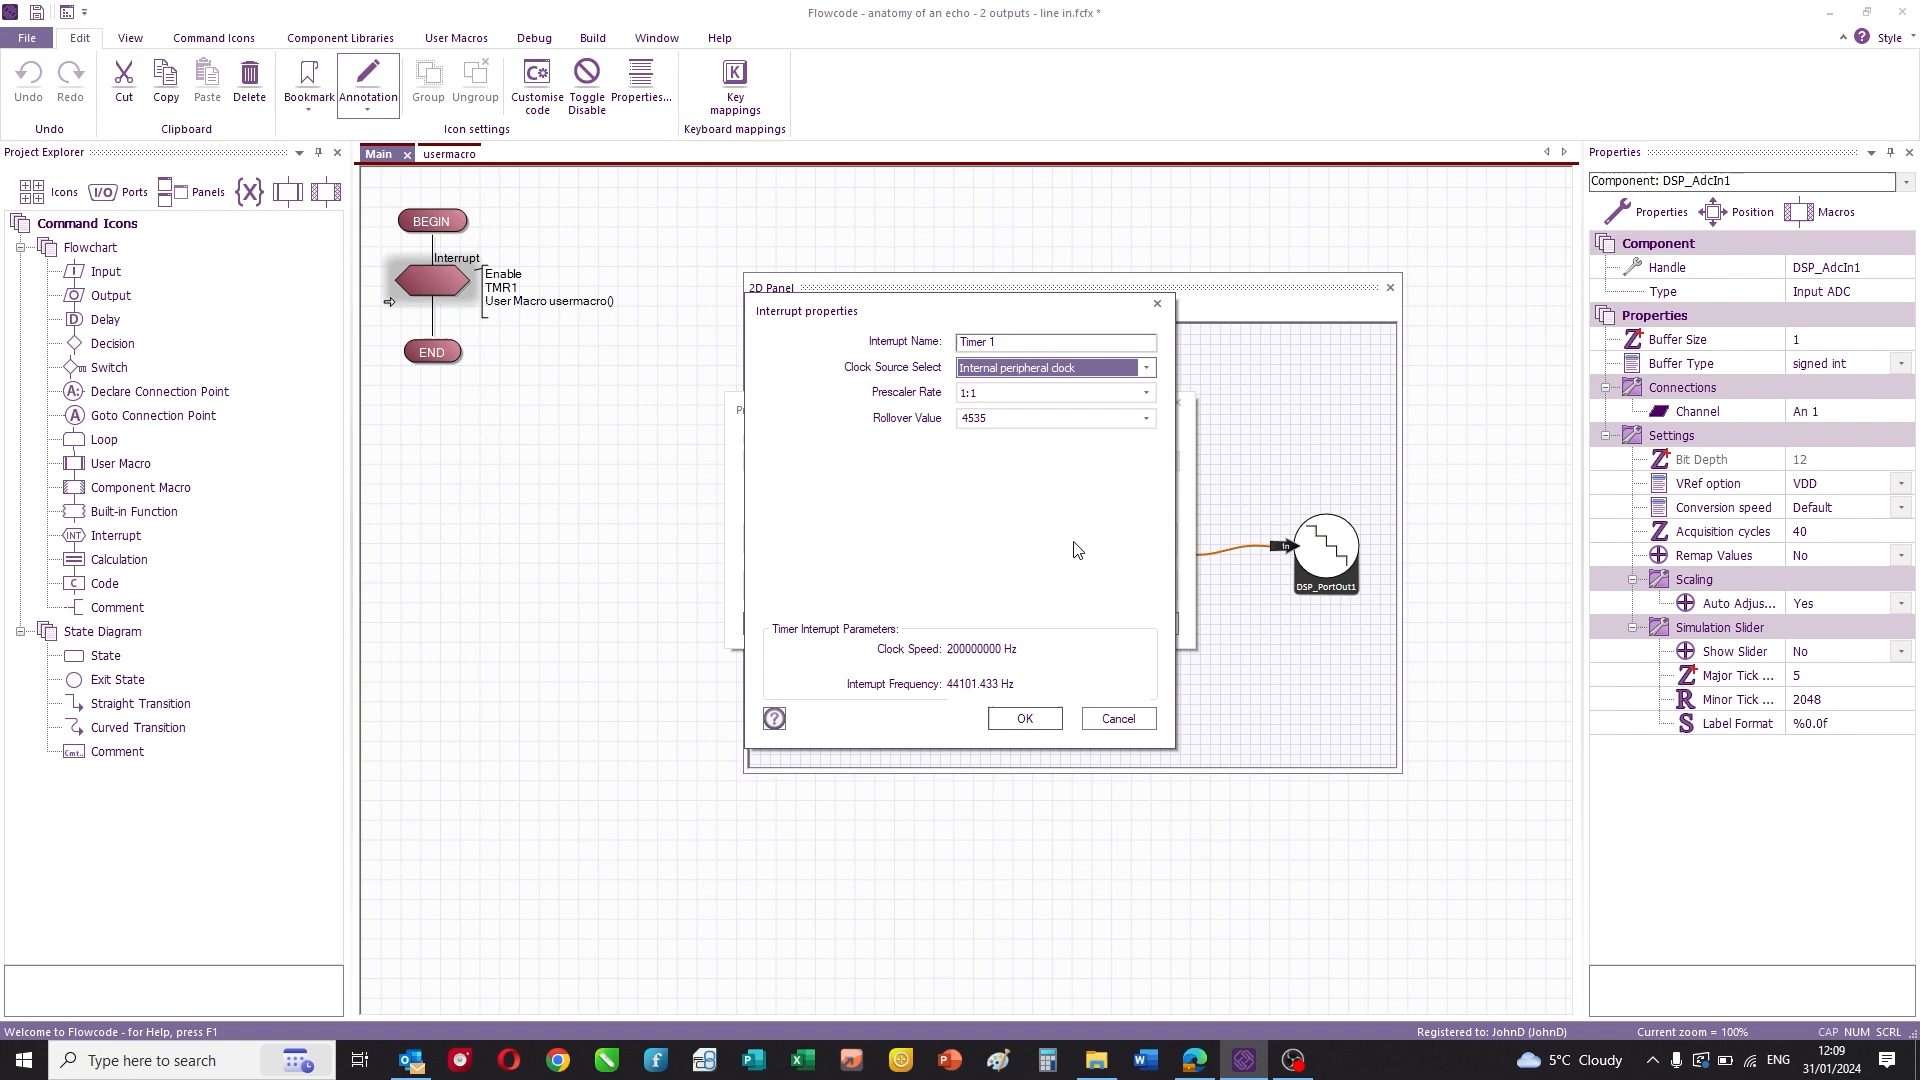 Flowcode - anatomy of an echo - 2 outputs - line in.fcfx *
File Edit View Command Icons Component Libraries User Macros Debug Build Window Help Style
Undo Redo Cut Copy Paste Delete Bookmark Annotation Group Ungroup Customise code Toggle Disable Properties... Key mappings
Undo Clipboard Icon settings Keyboard mappings
Project Explorer
Icons I/O Ports Panels {X}
Command Icons
Flowchart
Input
Output
Delay
Decision
Switch
Declare Connection Point
Goto Connection Point
Loop
User Macro
Component Macro
Built-in Function
INT Interrupt
Calculation
Code
Comment
State Diagram
State
Exit State
Straight Transition
Curved Transition
Cmt.. Comment
Main usermacro
BEGIN
Interrupt
Enable
TMR1
User Macro usermacro()
END
2D Panel
Interrupt properties
Interrupt Name: Timer 1
Clock Source Select Internal peripheral clock
Prescaler Rate 1:1
Rollover Value 4535
Timer Interrupt Parameters:
Clock Speed: 200000000 Hz
Interrupt Frequency: 44101.433 Hz
OK Cancel
In
DSP_PortOut1
Properties
Component: DSP_AdcIn1
Properties Position Macros
Component
Handle DSP_AdcIn1
Type Input ADC
Properties
Buffer Size 1
Buffer Type signed int
Connections
Channel An 1
Settings
Bit Depth 12
VRef option VDD
Conversion speed Default
Acquisition cycles 40
Remap Values No
Scaling
Auto Adjus... Yes
Simulation Slider
Show Slider No
Major Tick ... 5
Minor Tick ... 2048
Label Format %0.0f
Welcome to Flowcode - for Help, press F1 Registered to: JohnD (JohnD) Current zoom = 100% CAP NUM SCRL
Type here to search
5°C Cloudy ENG 12:09
31/01/2024